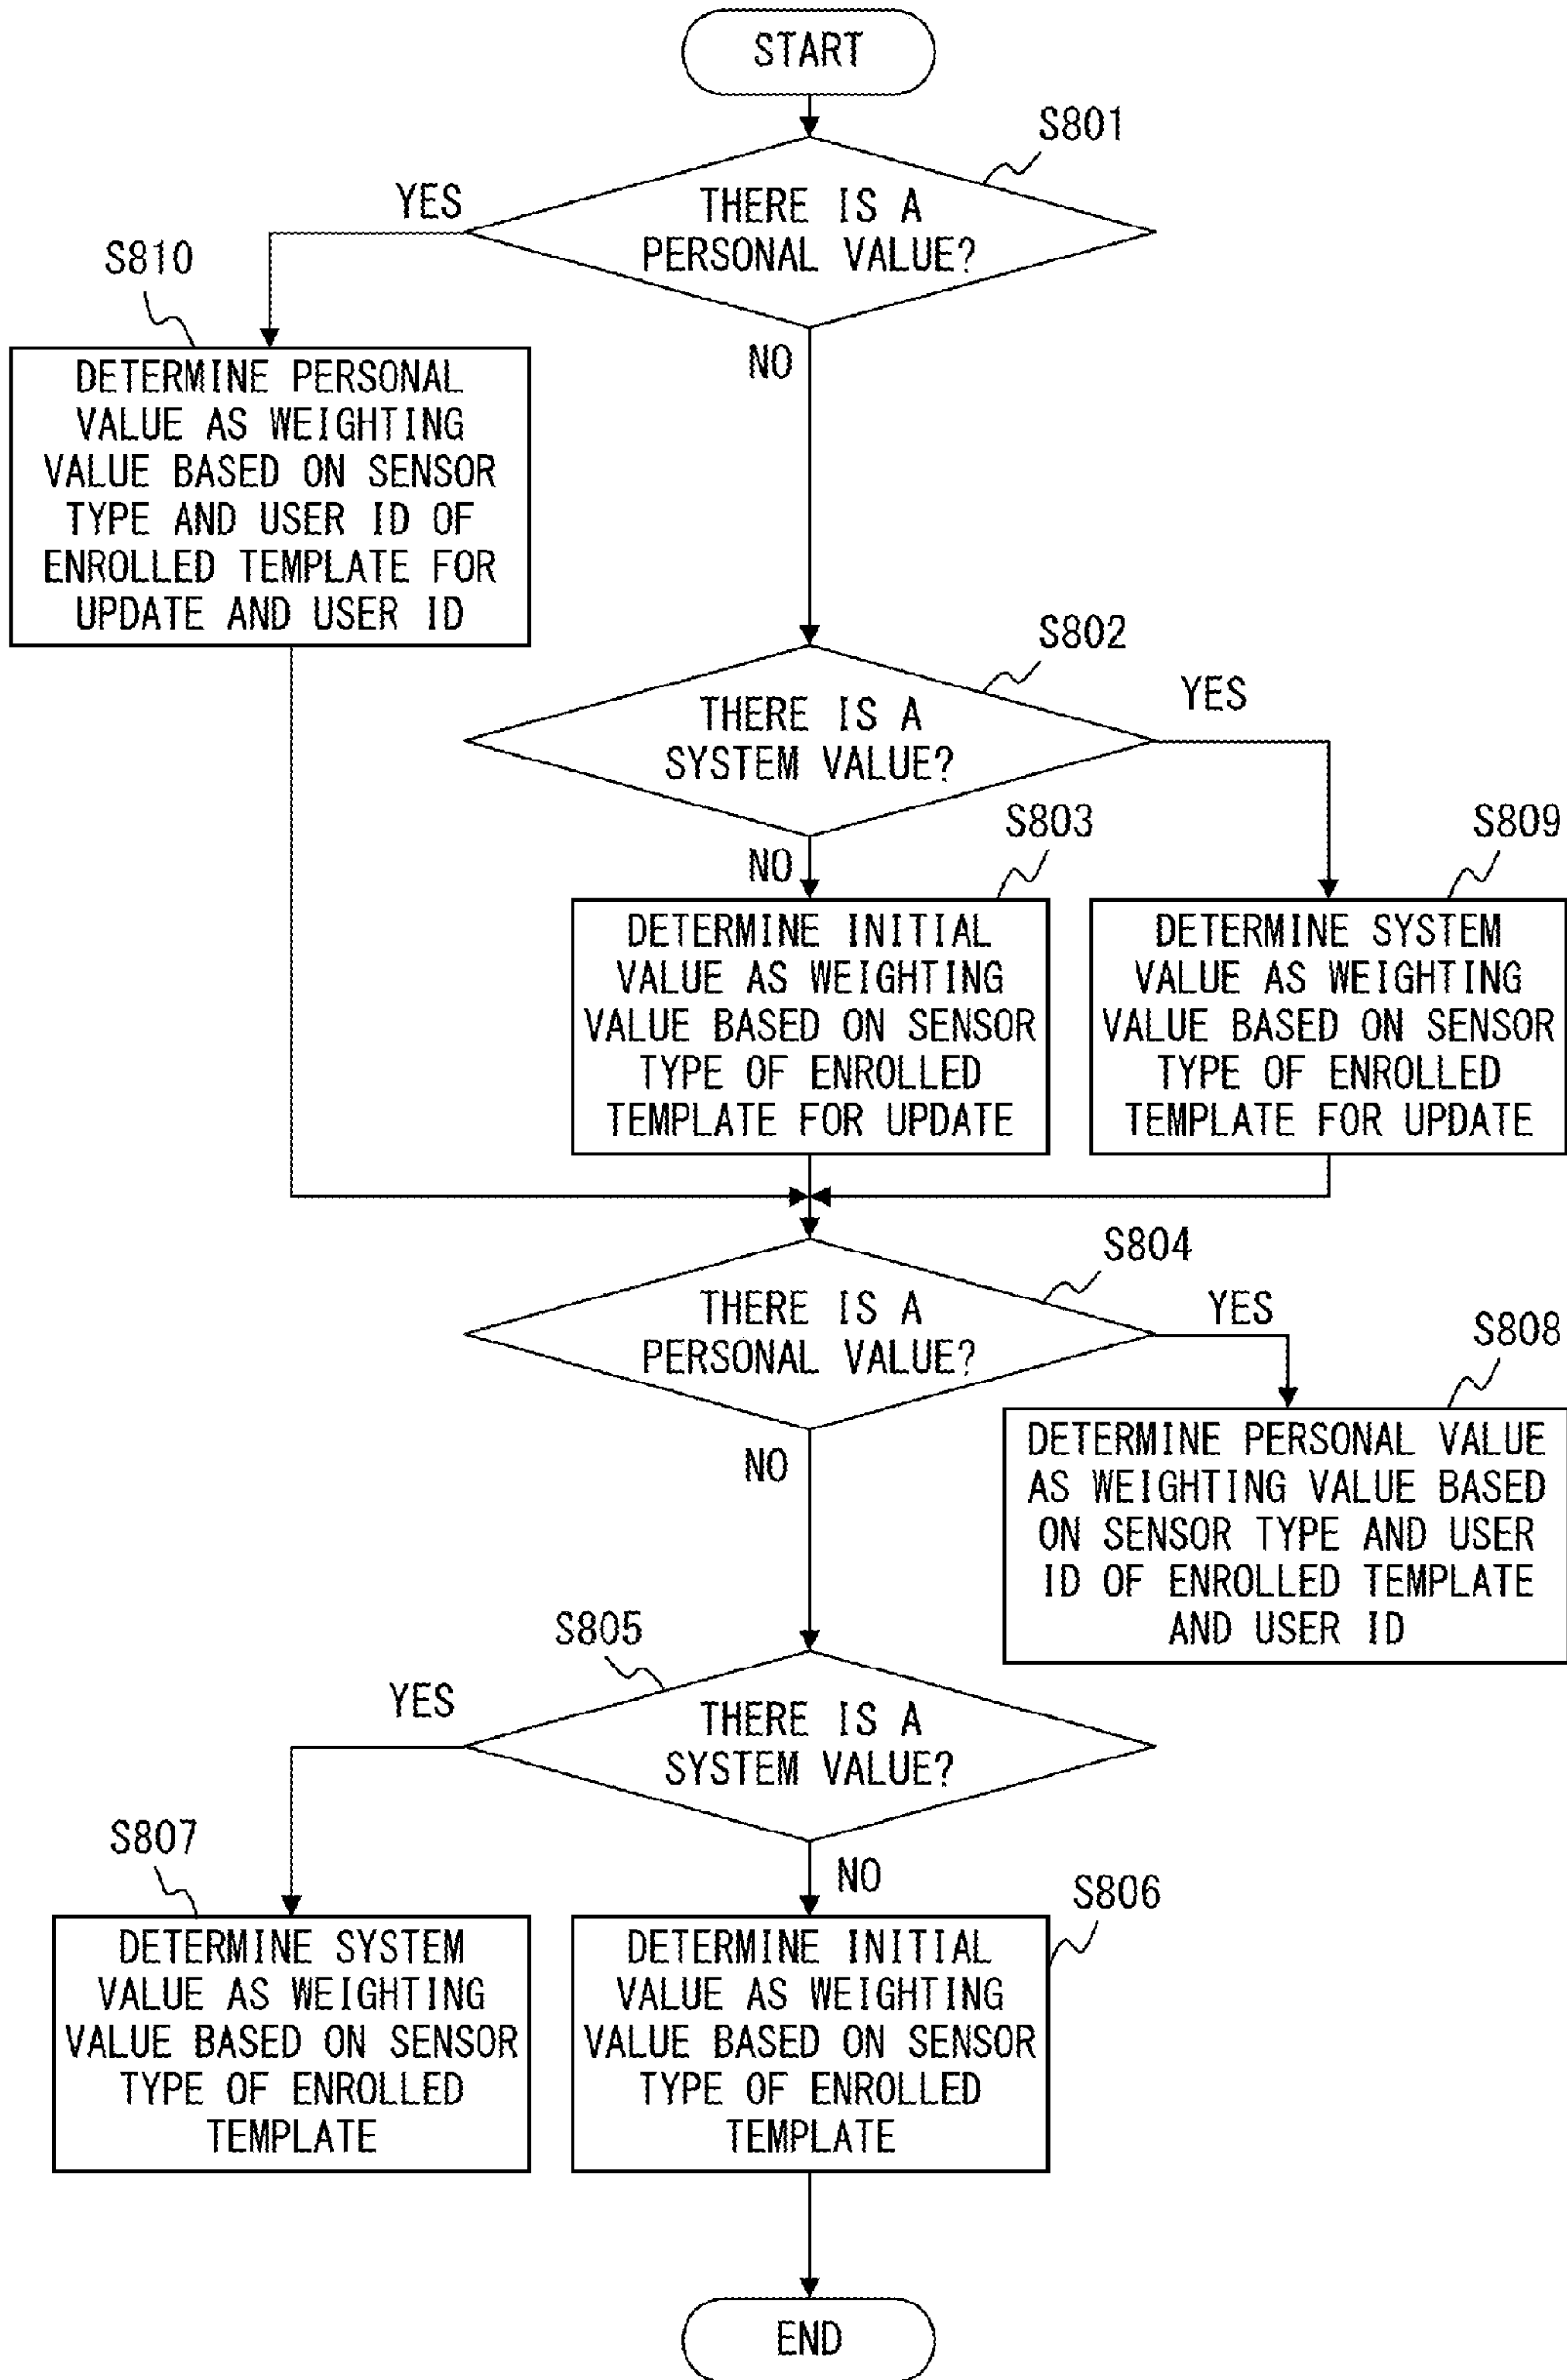 START
S801
YES
THERE IS A
PERSONAL VALUE?
S810
NO
DETERMINE PERSONAL
VALUE AS WEIGHTING
VALUE BASED ON SENSOR
TYPE AND USER ID OF
ENROLLED TEMPLATE FOR
UPDATE AND USER ID
S802
YES
THERE IS A
SYSTEM VALUE?
S803
S809
NO
DETERMINE INITIAL
VALUE AS WEIGHTING
VALUE BASED ON SENSOR
TYPE OF ENROLLED
TEMPLATE FOR UPDATE
DETERMINE SYSTEM
VALUE AS WEIGHTING
VALUE BASED ON SENSOR
TYPE OF ENROLLED
TEMPLATE FOR UPDATE
S804
THERE IS A
PERSONAL VALUE?
YES
S808
NO
DETERMINE PERSONAL VALUE
AS WEIGHTING VALUE BASED
ON SENSOR TYPE AND USER
ID OF ENROLLED TEMPLATE
AND USER ID
S805
YES
THERE IS A
SYSTEM VALUE?
S807
NO
S806
DETERMINE SYSTEM
VALUE AS WEIGHTING
VALUE BASED ON SENSOR
TYPE OF ENROLLED
TEMPLATE
DETERMINE INITIAL
VALUE AS WEIGHTING
VALUE BASED ON SENSOR
TYPE OF ENROLLED
TEMPLATE
END